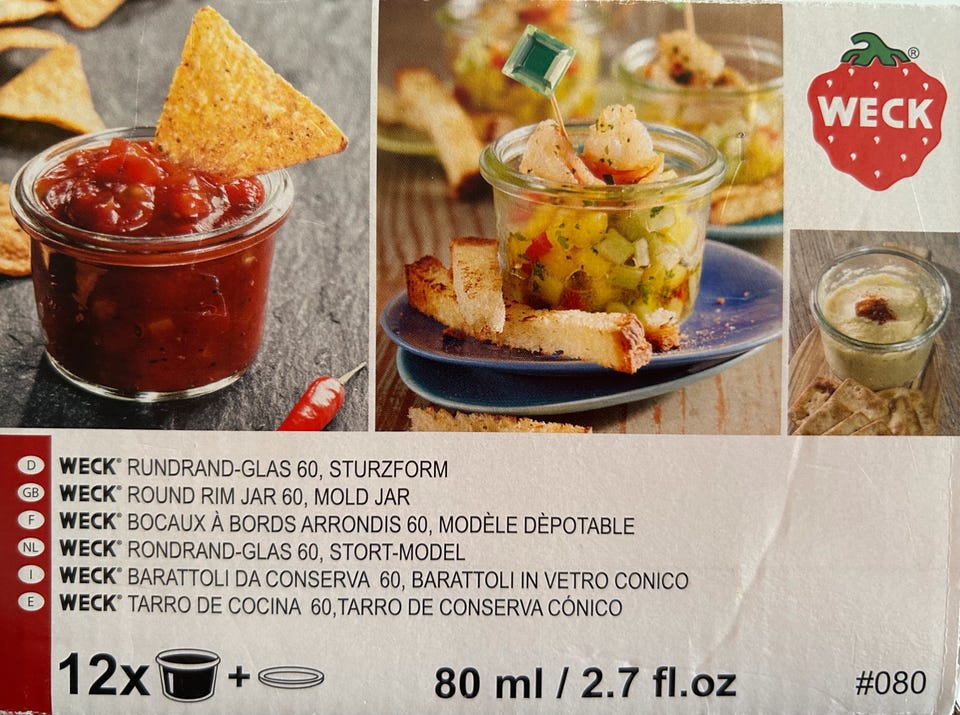 WECK®
D WECK® RUNDRAND-GLAS 60, STURZFORM
GB WECK® ROUND RIM JAR 60, MOLD JAR
F WECK® BOCAUX À BORDS ARRONDIS 60, MODÈLE DÈPOTABLE
NL WECK® RONDRAND-GLAS 60, STORT-MODEL
I WECK® BARATTOLI DA CONSERVA 60, BARATTOLI IN VETRO CONICO
E WECK® TARRO DE COCINA 60,TARRO DE CONSERVA CÓNICO
12x + 80 ml / 2.7 fl.oz #080